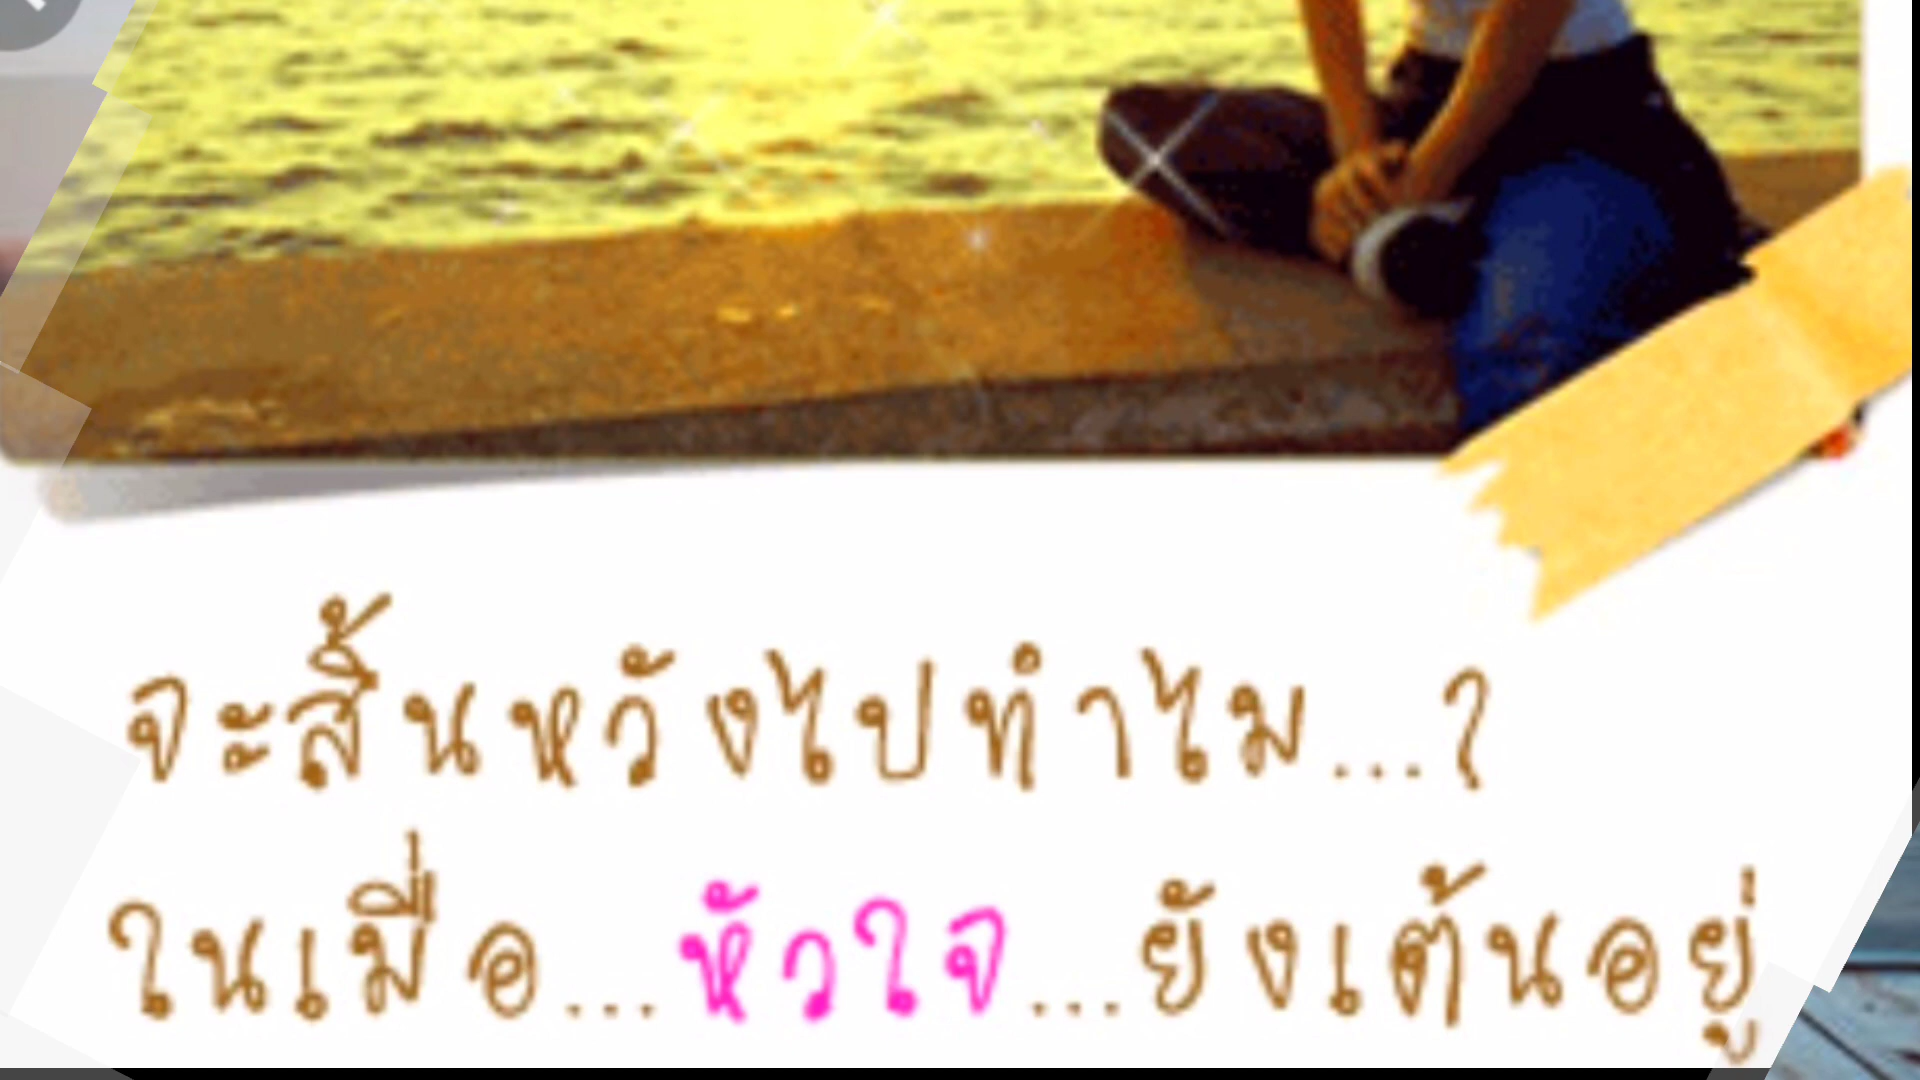 จะสิ้นหวังไปทำไม...?
ในเมื่อ...หัวใจ...ยังเต้นอยู่